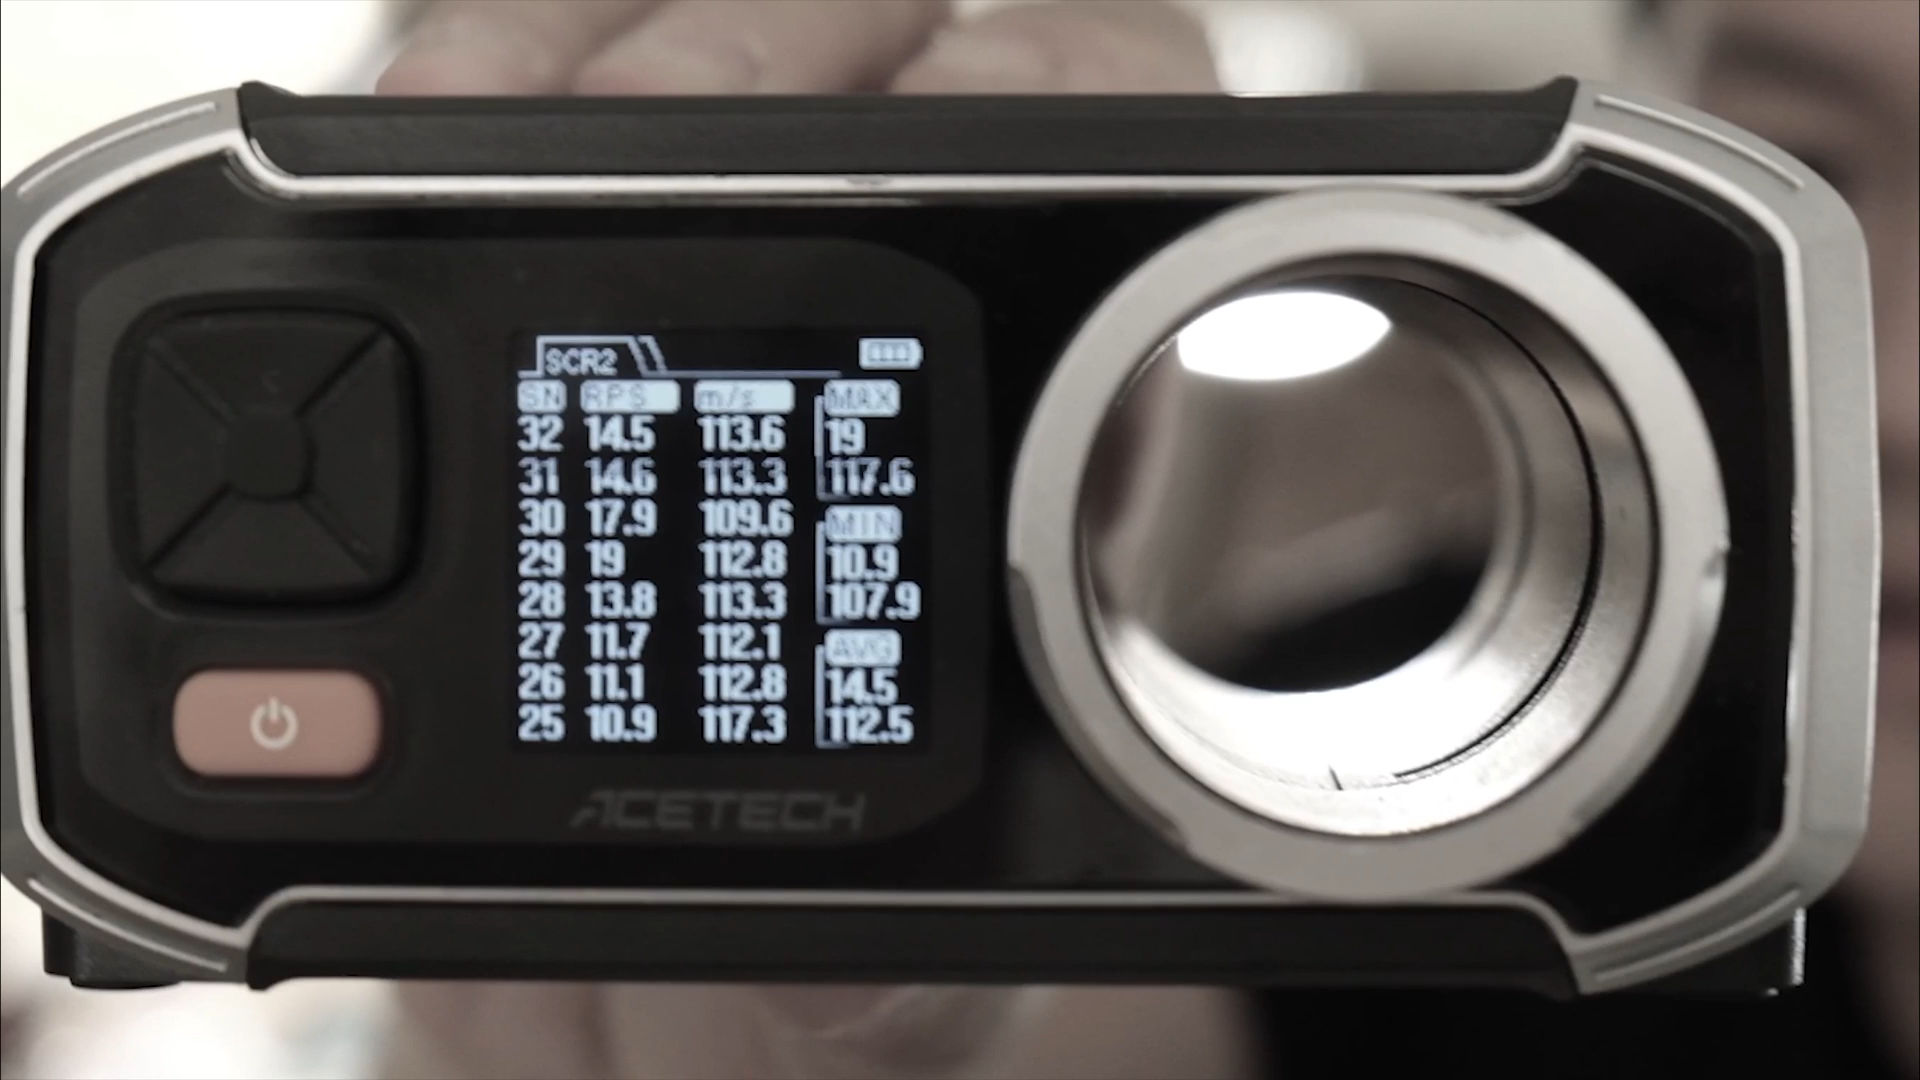 SCR2
SN RPS m/s MAX
32 14.5 113.6 19
31 14.6 113.3 117.6
30 17.9 109.6 MIN
29 19 112.8 10.9
28 13.8 113.3 107.9
27 11.7 112.1 AVG
26 11.1 112.8 14.5
25 10.9 117.3 112.5
ACETECH